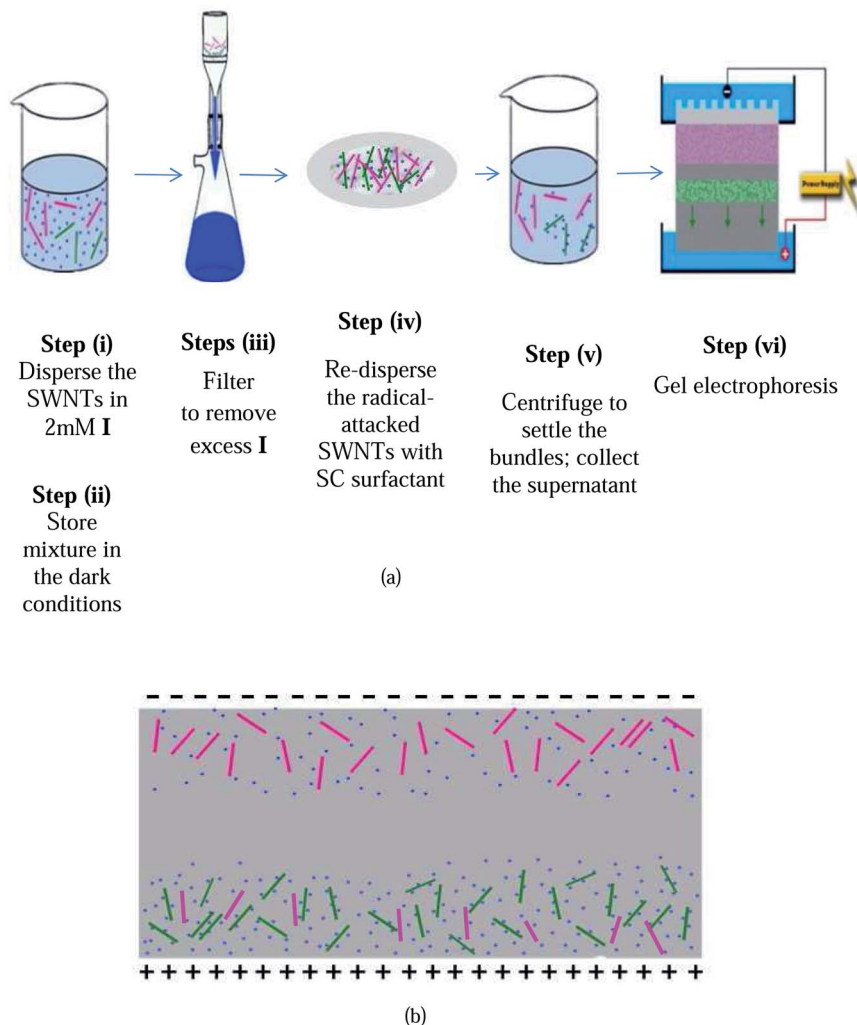 Power Supply
Step (i)
Disperse the
SWNTs in
2mM I
Step (ii)
Store
mixture in
the dark
conditions
Steps (iii)
Filter
to remove
excess I
Step (iv)
Re-disperse
the radical-
attacked
SWNTs with
SC surfactant
Step (v)
Centrifuge to
settle the
bundles; collect
the supernatant
Step (vi)
Gel electrophoresis
(a)
(b)